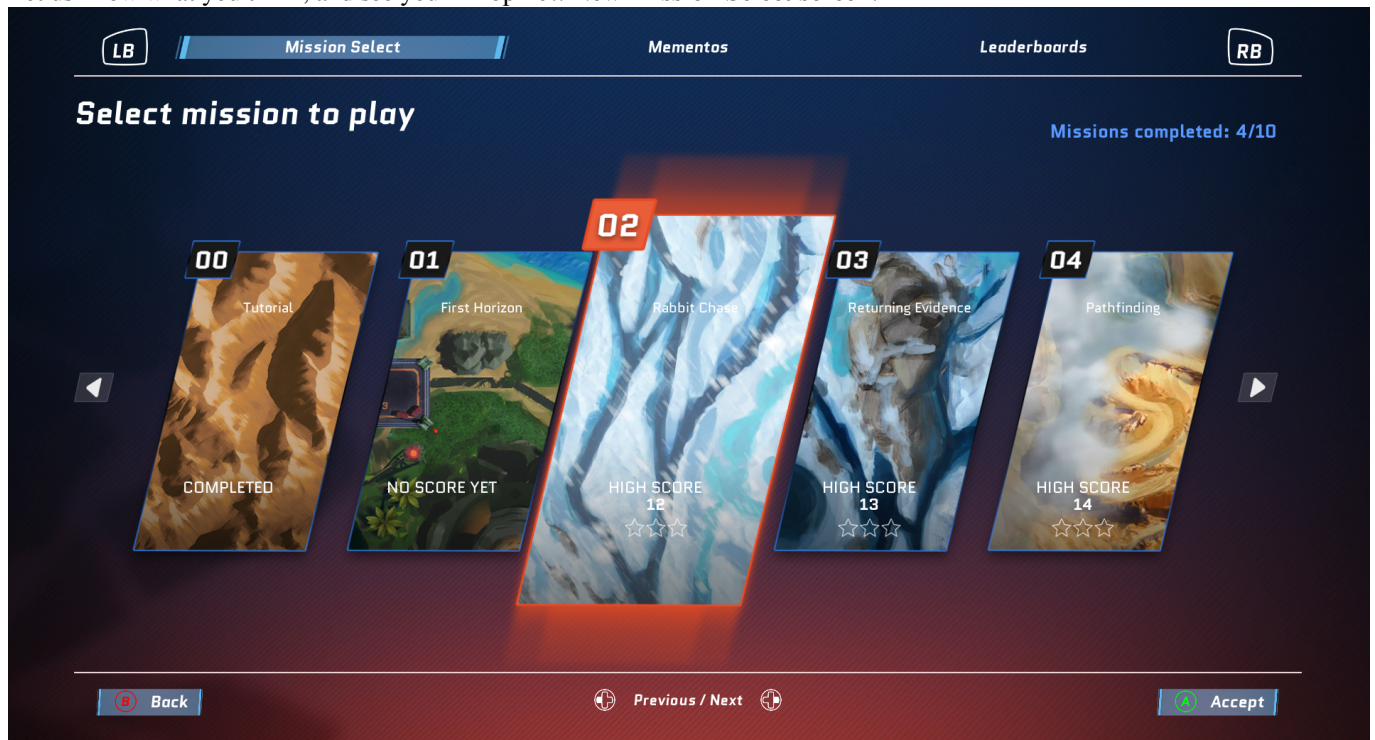 LB
Mission Select
Mementos
Leaderboards
RB
Select mission to play
Missions completed: 4/10
00
Tutorial
COMPLETED
01
First Horizon
NO SCORE YET
02
Rabbit Chase
HIGH SCORE
12
03
Returning Evidence
HIGH SCORE
13
04
Pathfinding
HIGH SCORE
14
B Back
Previous / Next
A Accept